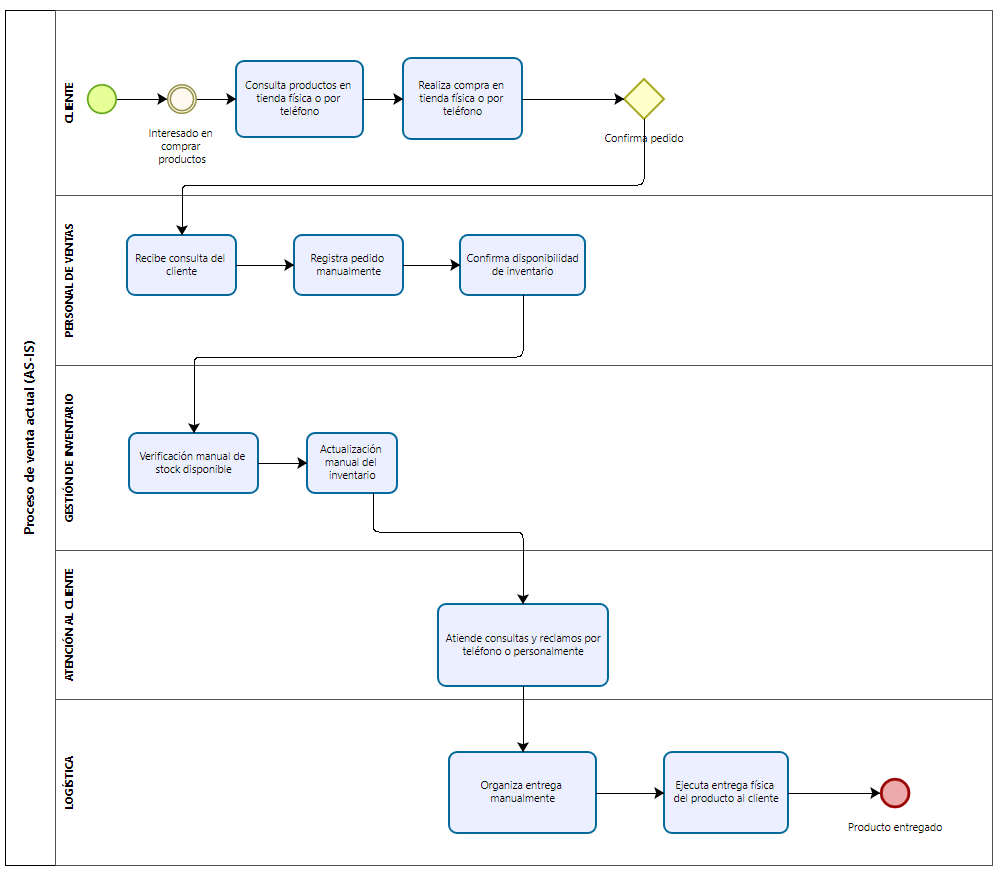 Proceso de venta actual (AS-IS)
CLIENTE
Interesado en
comprar
productos
Consulta productos en
tienda física o por
teléfono
Realiza compra en
tienda física o por
teléfono
Confirma pedido
PERSONAL DE VENTAS
Recibe consulta del
cliente
Registra pedido
manualmente
Confirma disponibilidad
de inventario
GESTIÓN DE INVENTARIO
Verificación manual de
stock disponible
Actualización
manual del
inventario
ATENCIÓN AL CLIENTE
Atiende consultas y reclamos por
teléfono o personalmente
LOGÍSTICA
Organiza entrega
manualmente
Ejecuta entrega física
del producto al cliente
Producto entregado